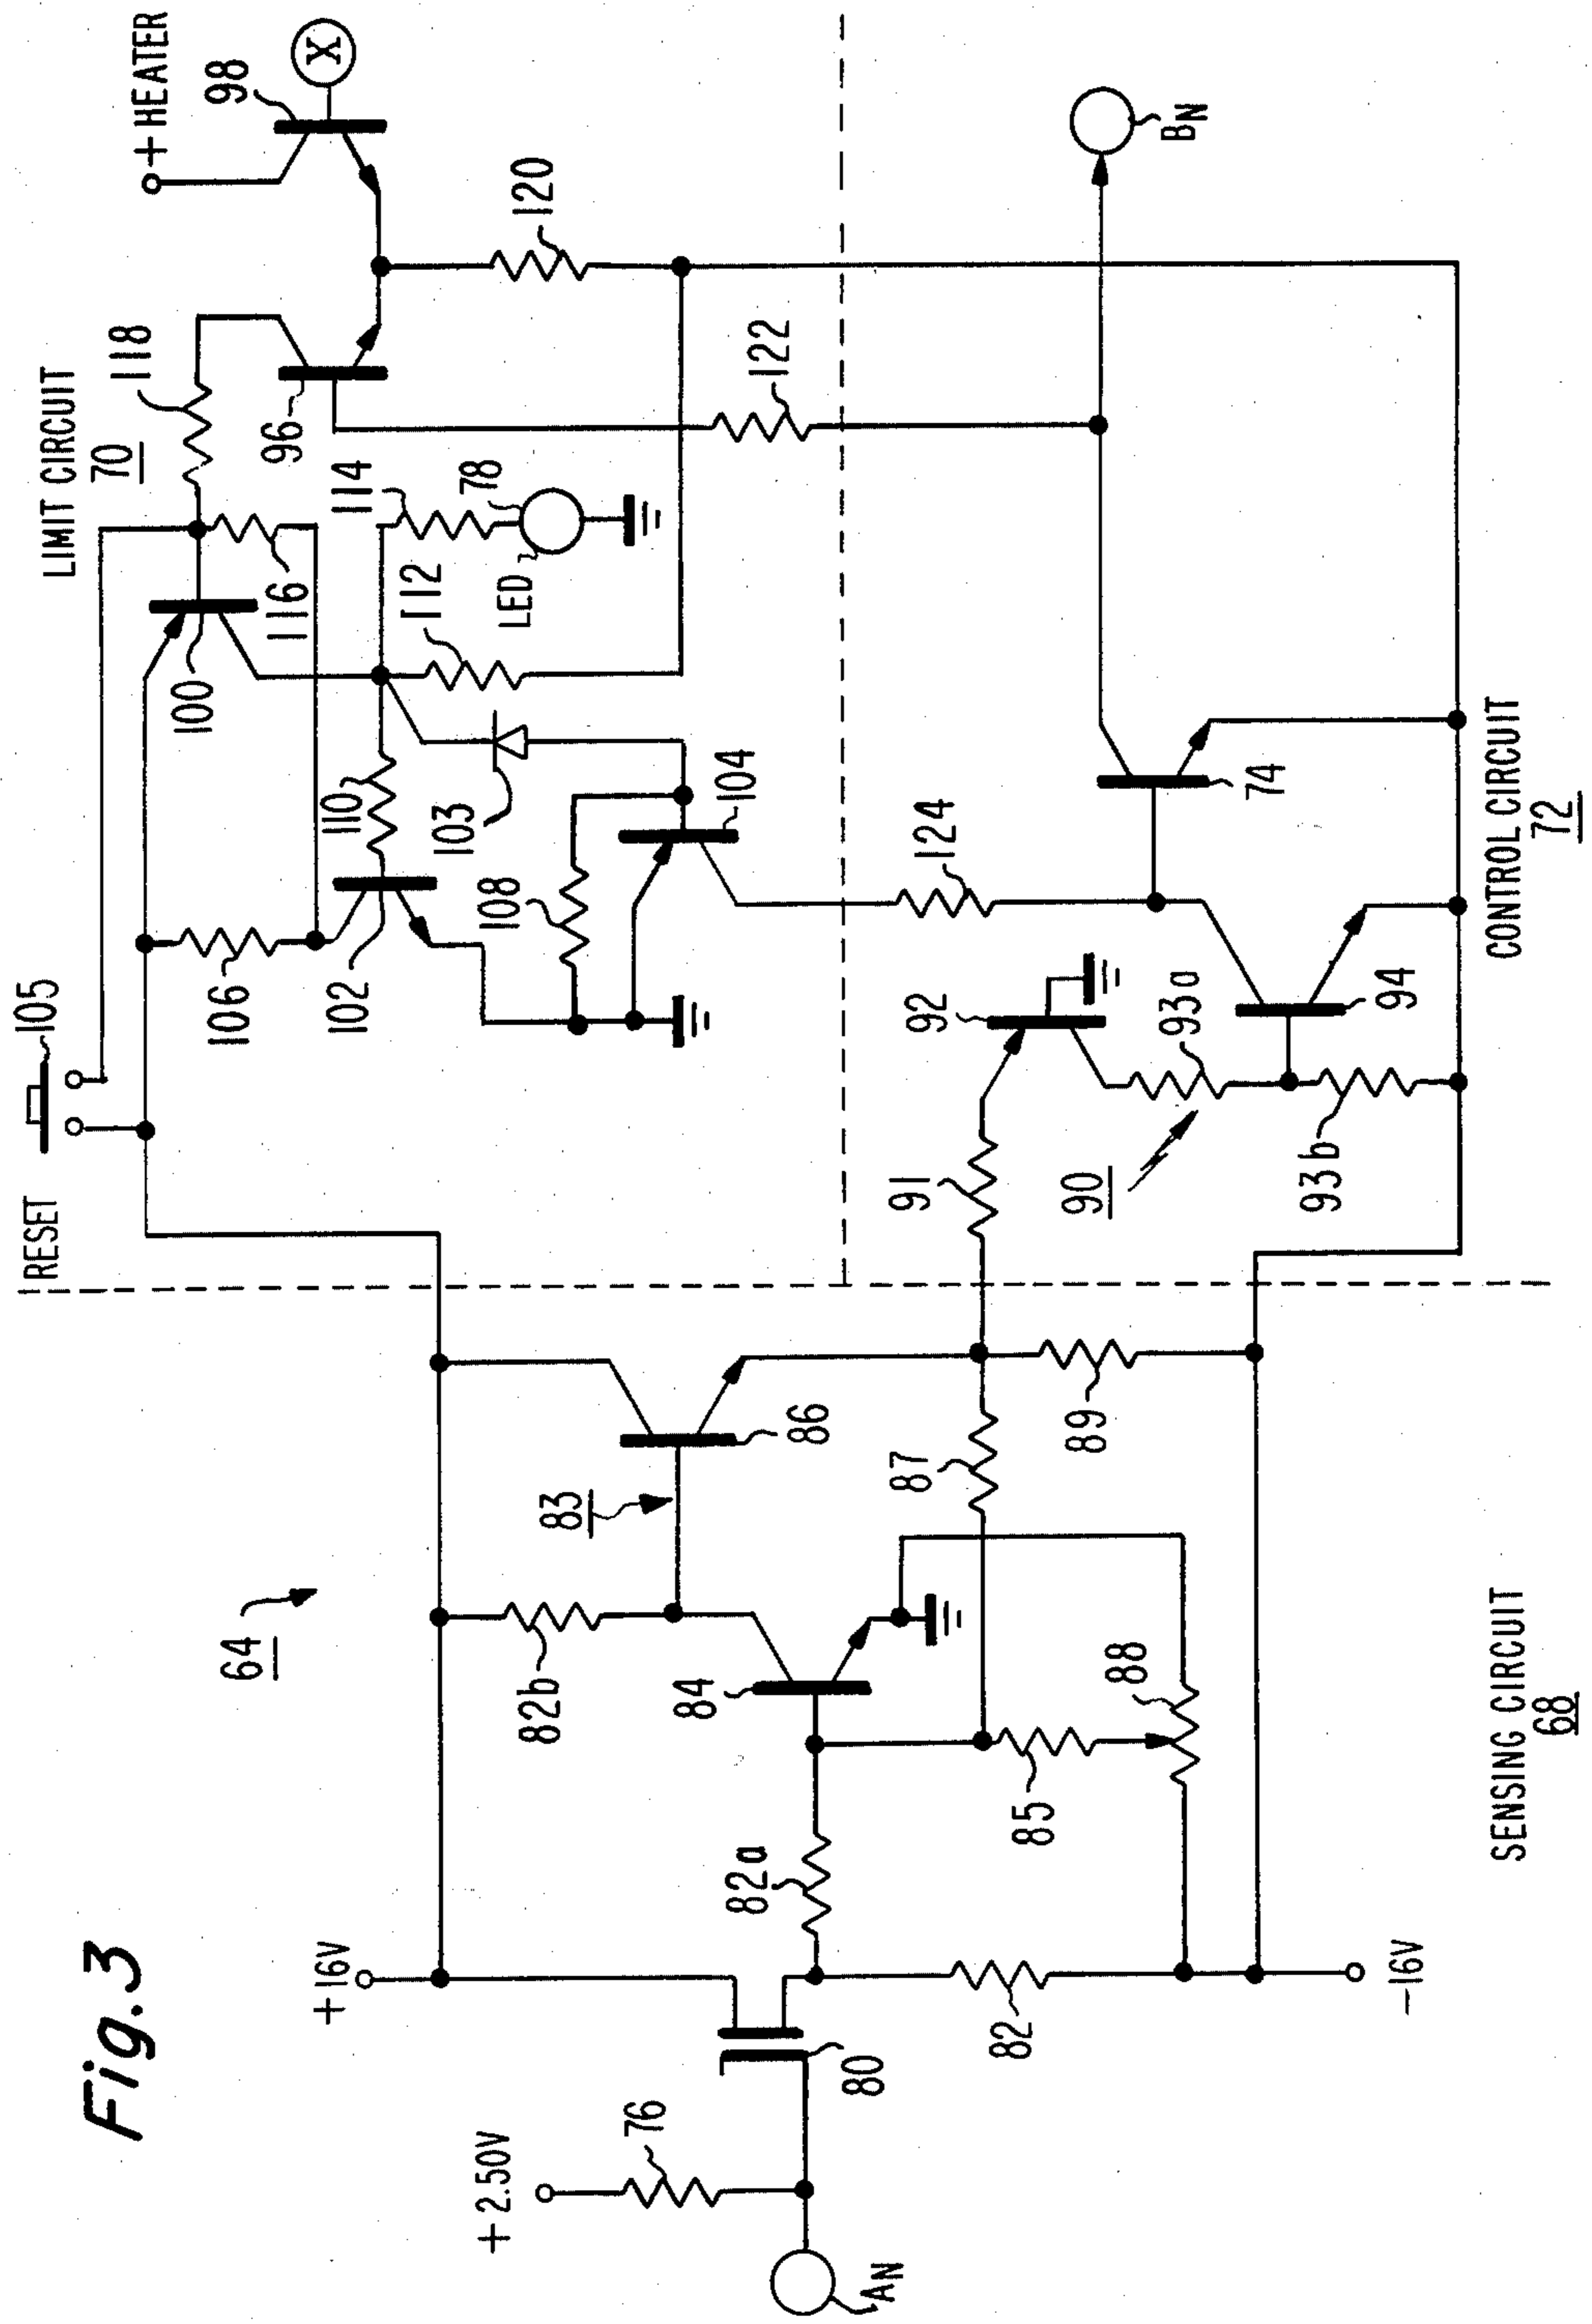 Fig.3
64
RESET
105
LIMIT CIRCUIT
70
118
+HEATER
98
X
96
120
116
100
114
78
LED
112
110
103
106
102
108
104
122
BN
+16V
82b
83
86
84
124
74
+2.50V
76
AN
80
82a
82
85
88
87
89
91
92
93a
90
93b
94
-16V
SENSING CIRCUIT
68
CONTROL CIRCUIT
72